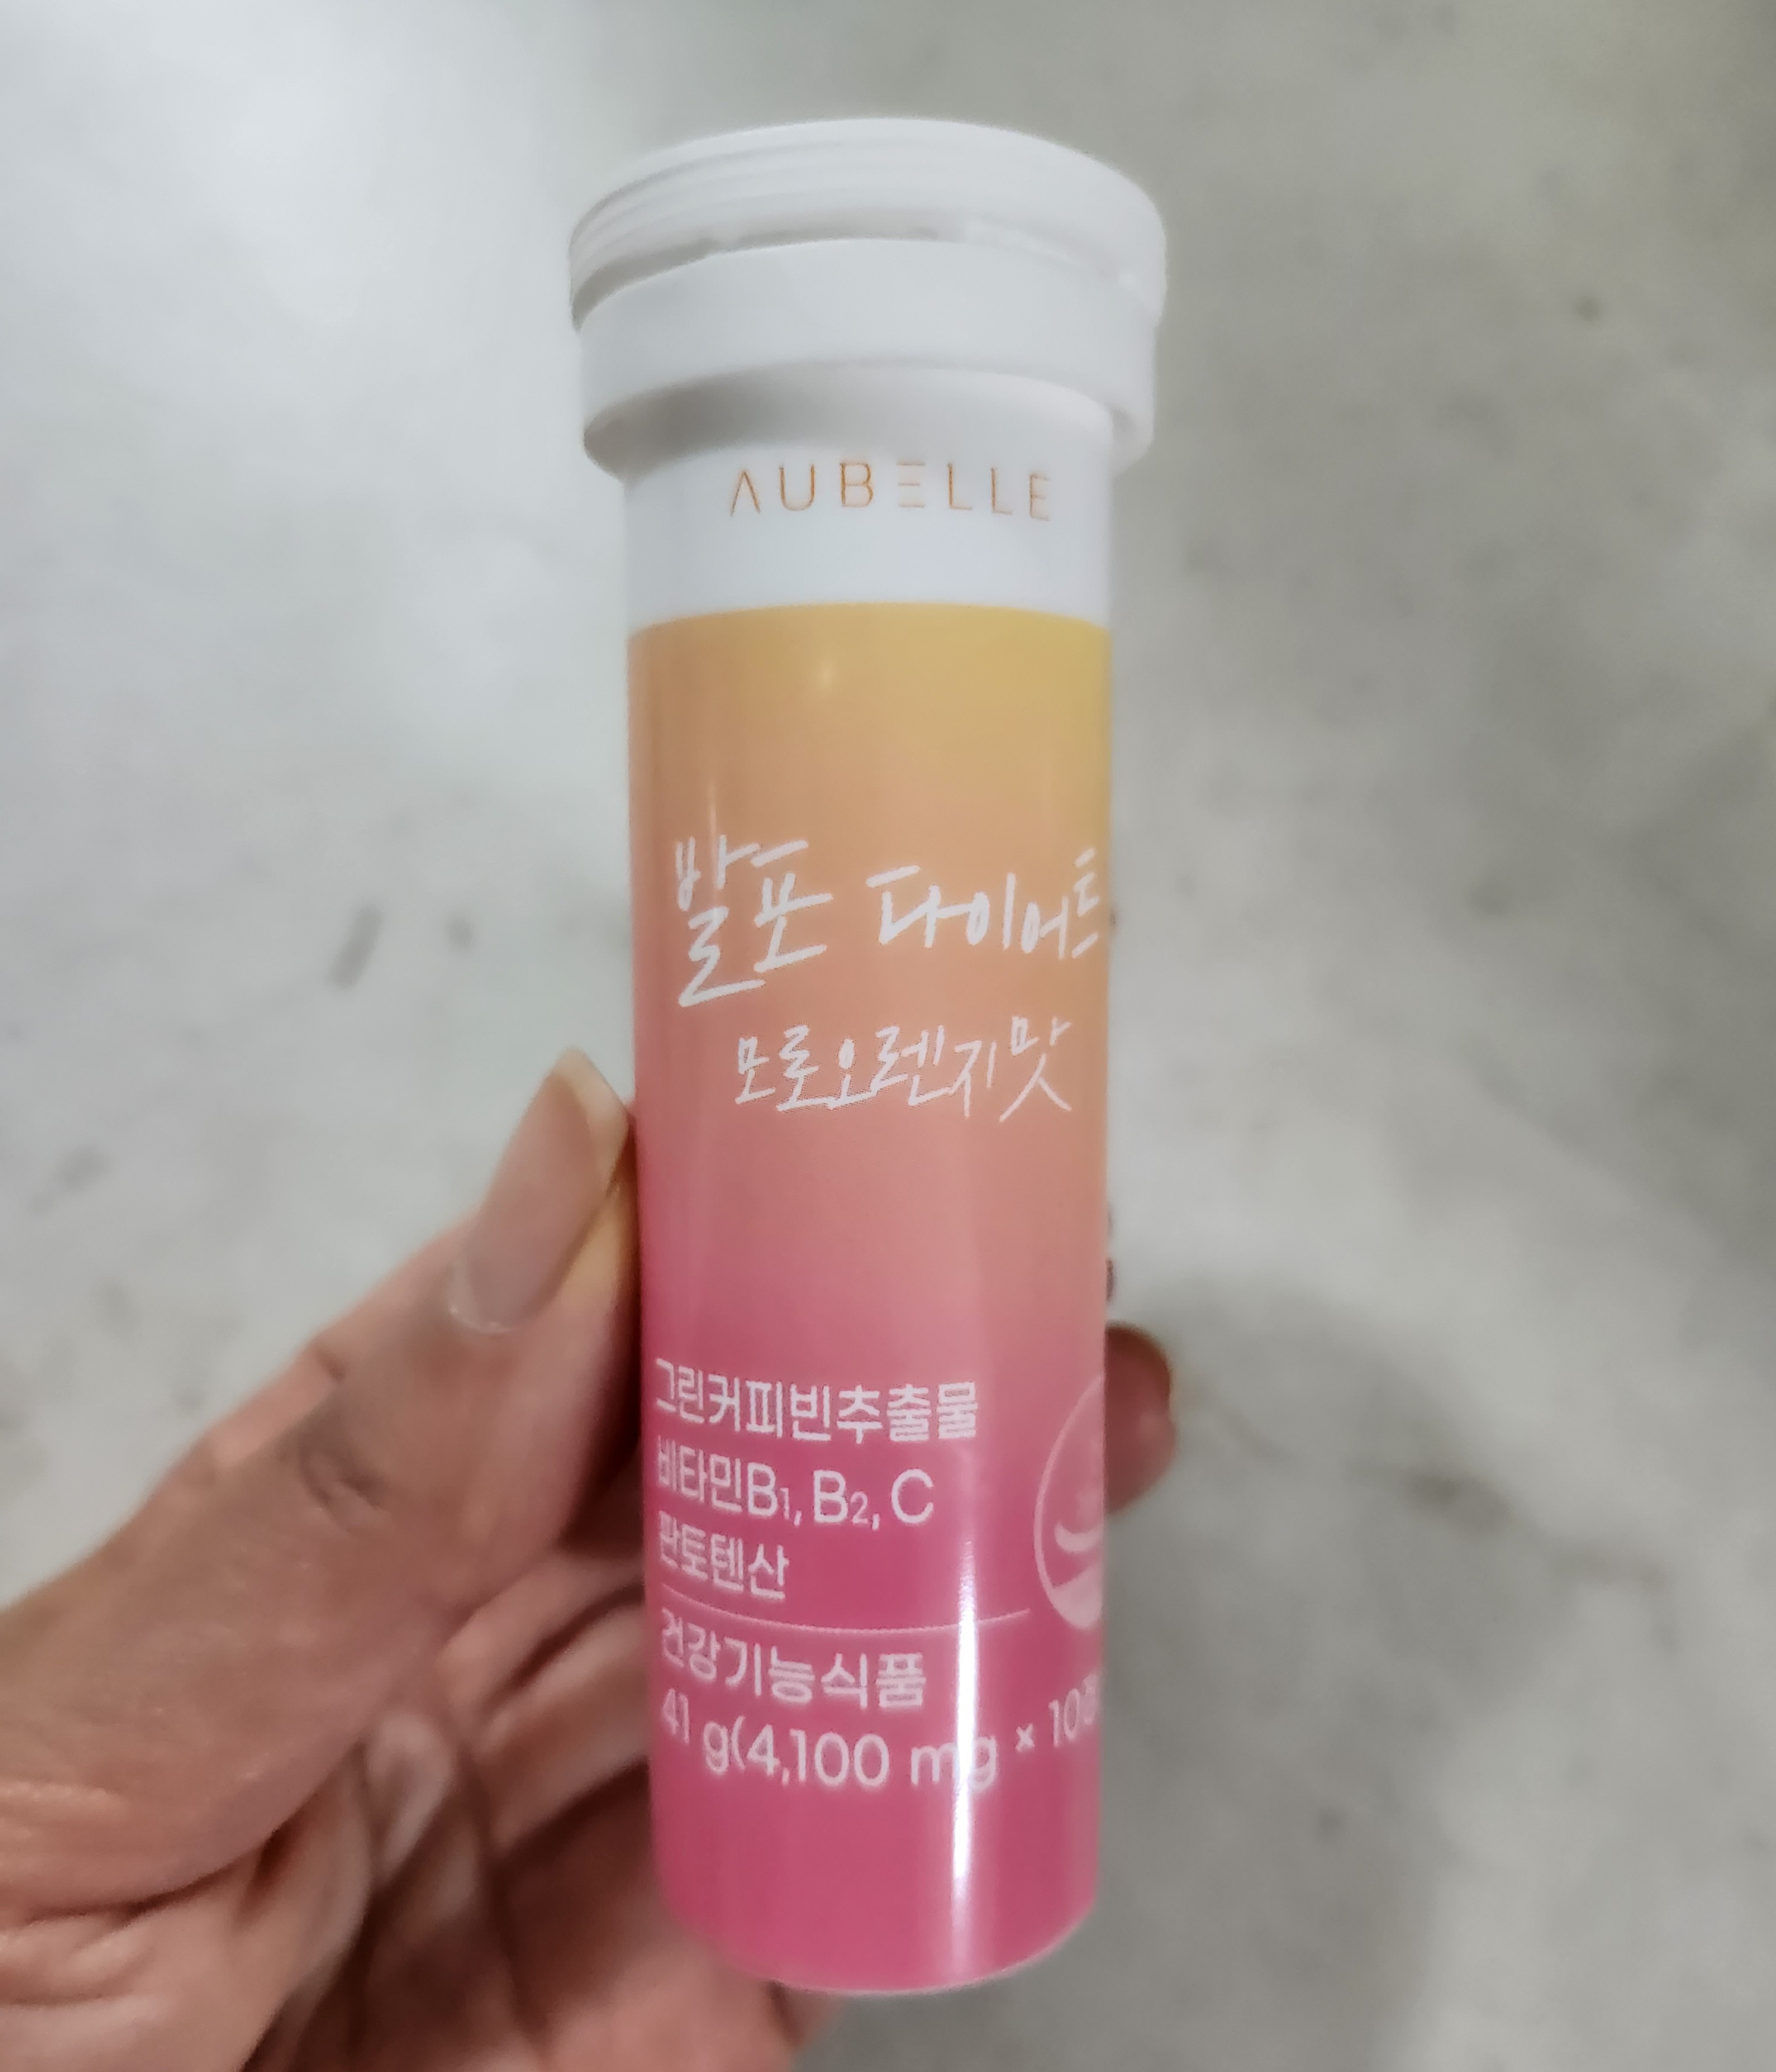 AUBELLE
발포 다이어트
모로오렌지맛
그린커피빈추출물
비타민B1, B2, C
판토텐산
건강기능식품
41 g(4,100 mg × 10